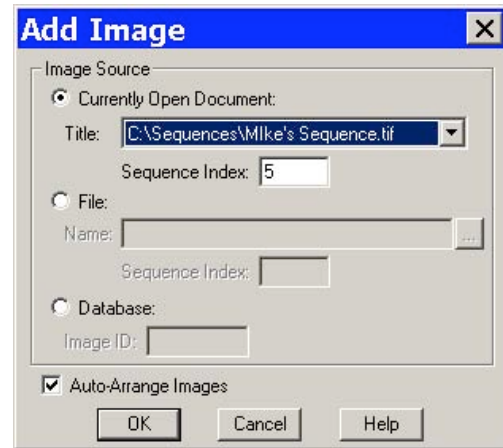 Add Image
Image Source
Currently Open Document:
Title: C:\Sequences\MIke's Sequence.tif
Sequence Index: 5
File:
Name: ...
Sequence Index:
Database:
Image ID:
Auto-Arrange Images
OK Cancel Help